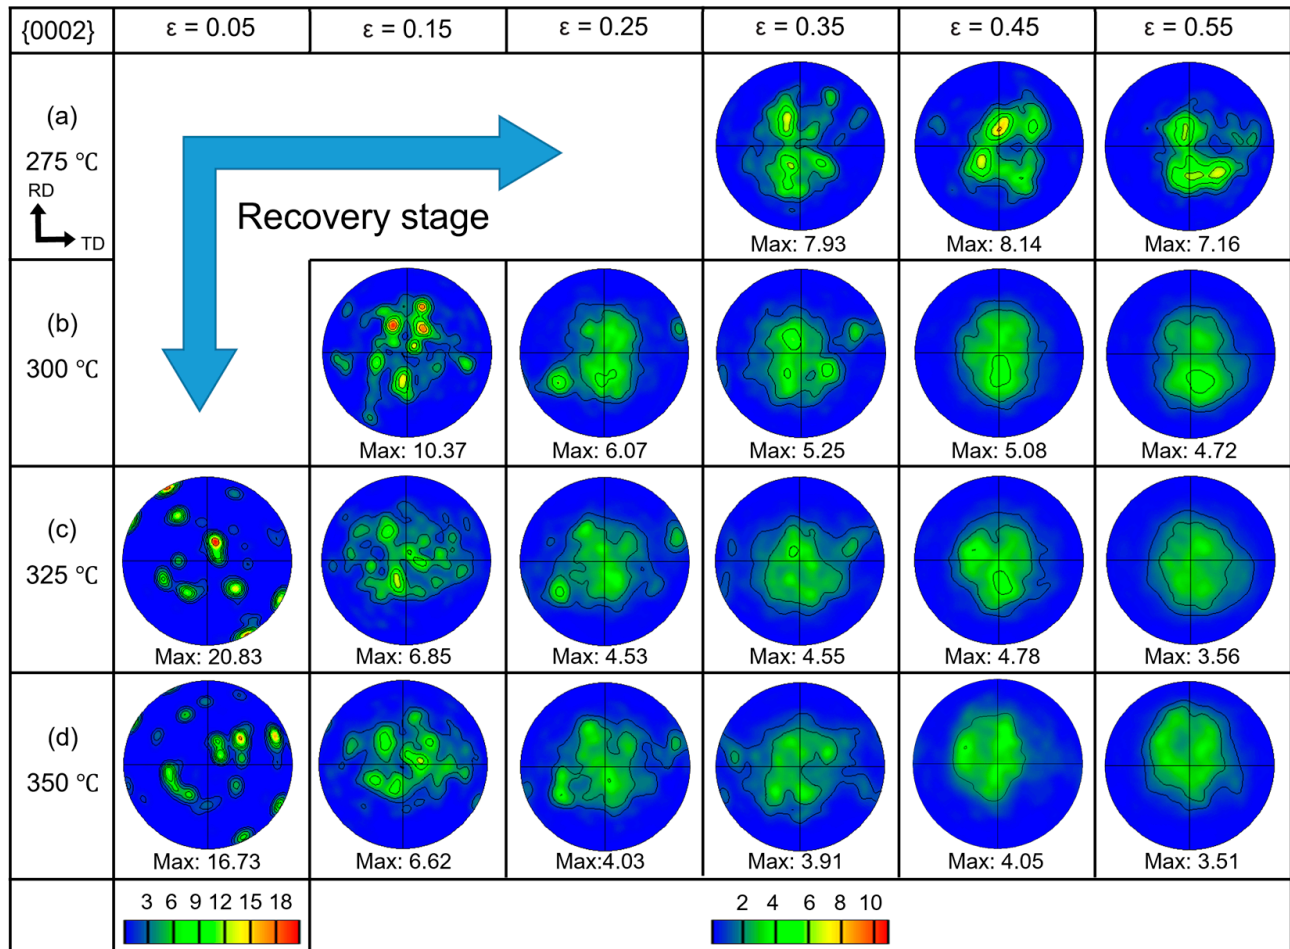 {0002} ε = 0.05 ε = 0.15 ε = 0.25 ε = 0.35 ε = 0.45 ε = 0.55
(a)
275 ℃
RD
TD
Recovery stage
Max: 7.93 Max: 8.14 Max: 7.16
(b)
300 ℃
Max: 10.37 Max: 6.07 Max: 5.25 Max: 5.08 Max: 4.72
(c)
325 ℃
Max: 20.83 Max: 6.85 Max: 4.53 Max: 4.55 Max: 4.78 Max: 3.56
(d)
350 ℃
Max: 16.73 Max: 6.62 Max:4.03 Max: 3.91 Max: 4.05 Max: 3.51
3 6 9 12 15 18 2 4 6 8 10